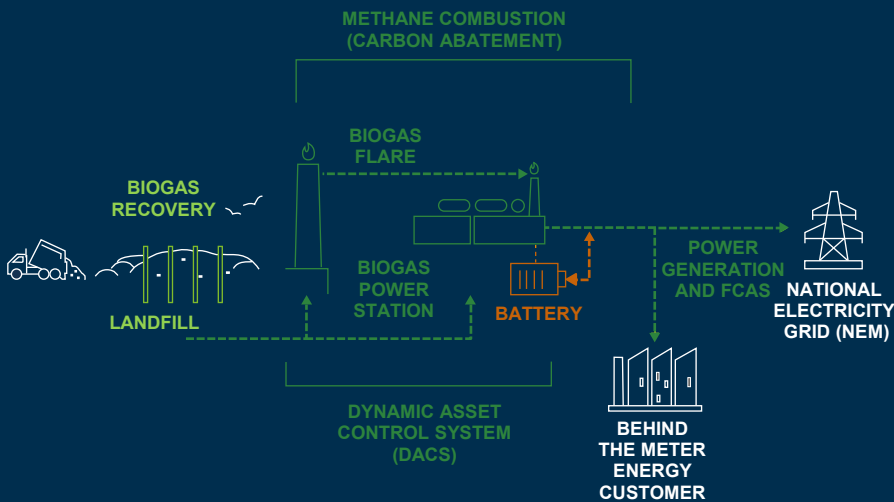 METHANE COMBUSTION
(CARBON ABATEMENT)
BIOGAS
FLARE
BIOGAS
RECOVERY
LANDFILL
BIOGAS
POWER
STATION
BATTERY
POWER
GENERATION
AND FCAS
NATIONAL
ELECTRICITY
GRID (NEM)
DYNAMIC ASSET
CONTROL SYSTEM
(DACS)
BEHIND
THE METER
ENERGY
CUSTOMER